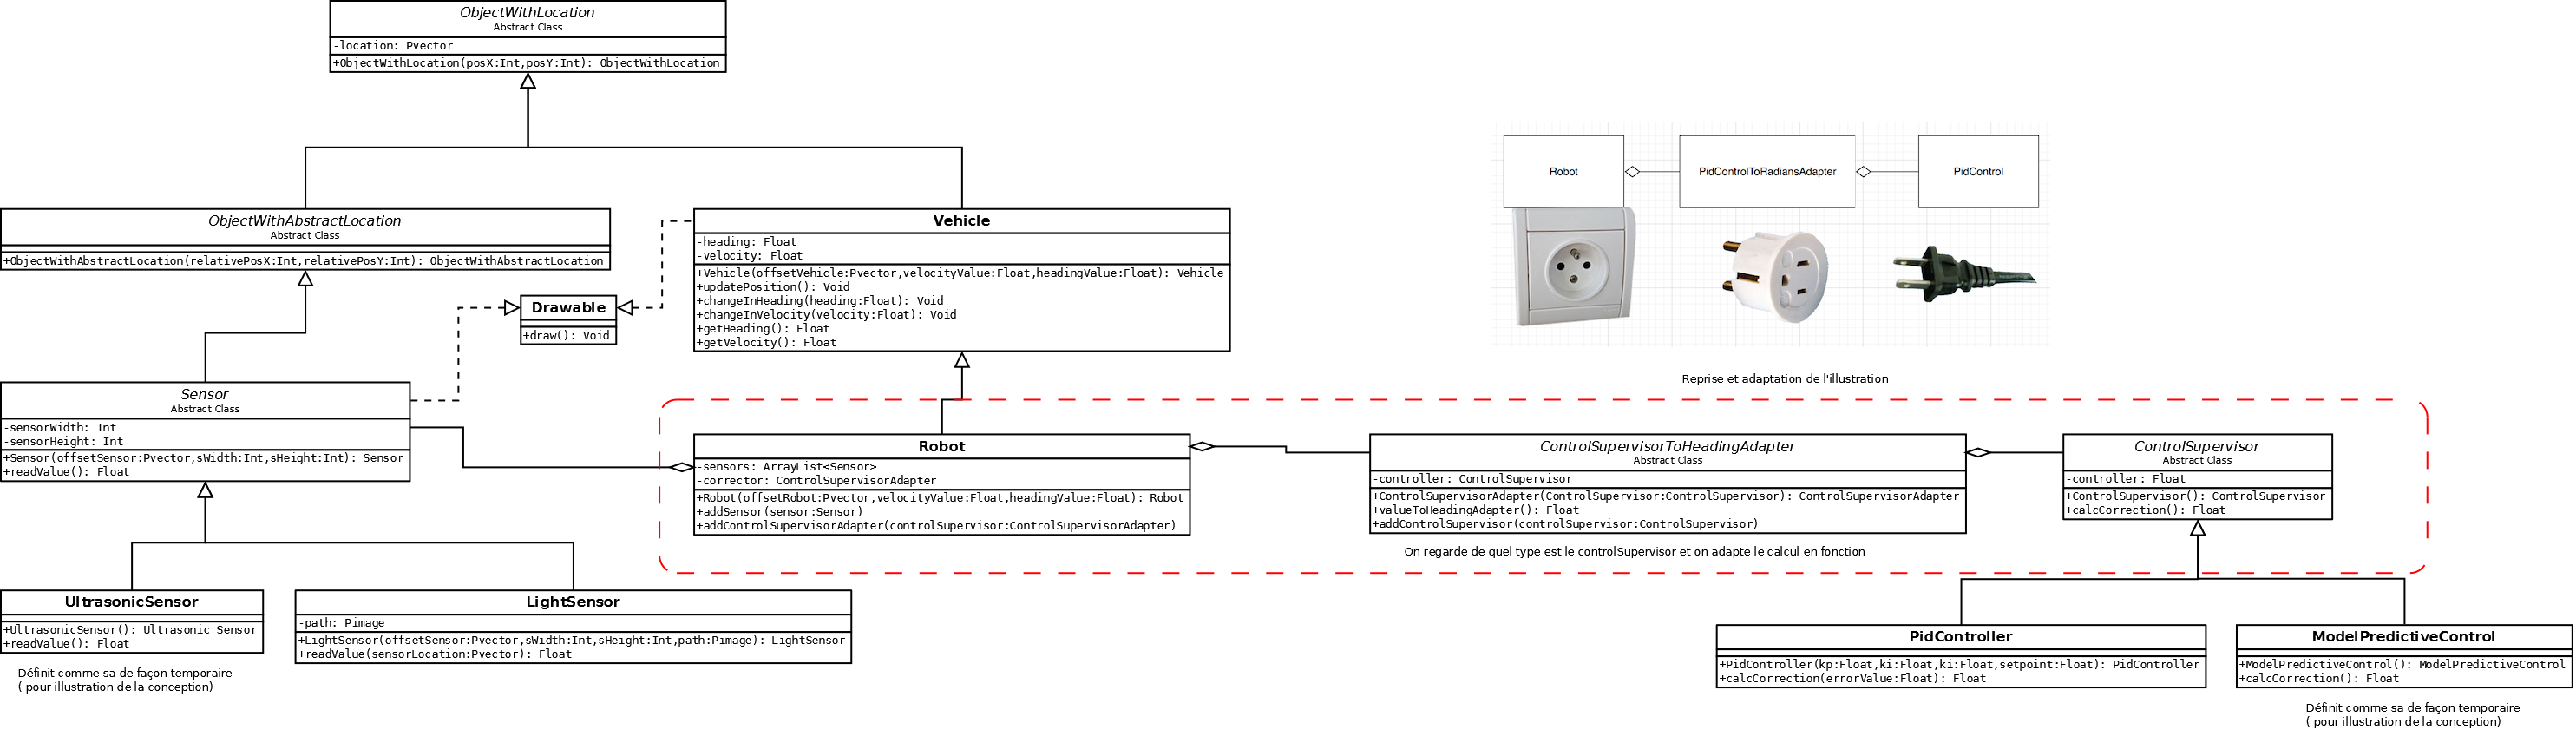 ObjectWithLocation
Abstract Class
-location: Pvector
+ObjectWithLocation(posX:Int,posY:Int): ObjectWithLocation
ObjectWithAbstractLocation
Abstract Class
+ObjectWithAbstractLocation(relativePosX:Int,relativePosY:Int): ObjectWithAbstractLocation
Drawable
+draw(): Void
Vehicle
-heading: Float
-velocity: Float
+Vehicle(offsetVehicle:Pvector,velocityValue:Float,headingValue:Float): Vehicle
+updatePosition(): Void
+changeInHeading(heading:Float): Void
+changeInVelocity(velocity:Float): Void
+getHeading(): Float
+getVelocity(): Float
Robot
PidControlToRadiansAdapter
PidControl
Reprise et adaptation de l'illustration
Sensor
Abstract Class
-sensorWidth: Int
-sensorHeight: Int
+Sensor(offsetSensor:Pvector,sWidth:Int,sHeight:Int): Sensor
+readValue(): Float
Robot
-sensors: ArrayList<Sensor>
-corrector: ControlSupervisorAdapter
+Robot(offsetRobot:Pvector,velocityValue:Float,headingValue:Float): Robot
+addSensor(sensor:Sensor)
+addControlSupervisorAdapter(controlSupervisor:ControlSupervisorAdapter)
ControlSupervisorToHeadingAdapter
Abstract Class
-controller: ControlSupervisor
+ControlSupervisorAdapter(ControlSupervisor:ControlSupervisor): ControlSupervisorAdapter
+valueToHeadingAdapter(): Float
+addControlSupervisor(controlSupervisor:ControlSupervisor)
On regarde de quel type est le controlSupervisor et on adapte le calcul en fonction
ControlSupervisor
Abstract Class
-controller: Float
+ControlSupervisor(): ControlSupervisor
+calcCorrection(): Float
UltrasonicSensor
+UltrasonicSensor(): Ultrasonic Sensor
+readValue(): Float
Définit comme sa de façon temporaire
( pour illustration de la conception)
LightSensor
-path: Pimage
+LightSensor(offsetSensor:Pvector,sWidth:Int,sHeight:Int,path:Pimage): LightSensor
+readValue(sensorLocation:Pvector): Float
PidController
+PidController(kp:Float,ki:Float,ki:Float,setpoint:Float): PidController
+calcCorrection(errorValue:Float): Float
ModelPredictiveControl
+ModelPredictiveControl(): ModelPredictiveControl
+calcCorrection(): Float
Définit comme sa de façon temporaire
( pour illustration de la conception)